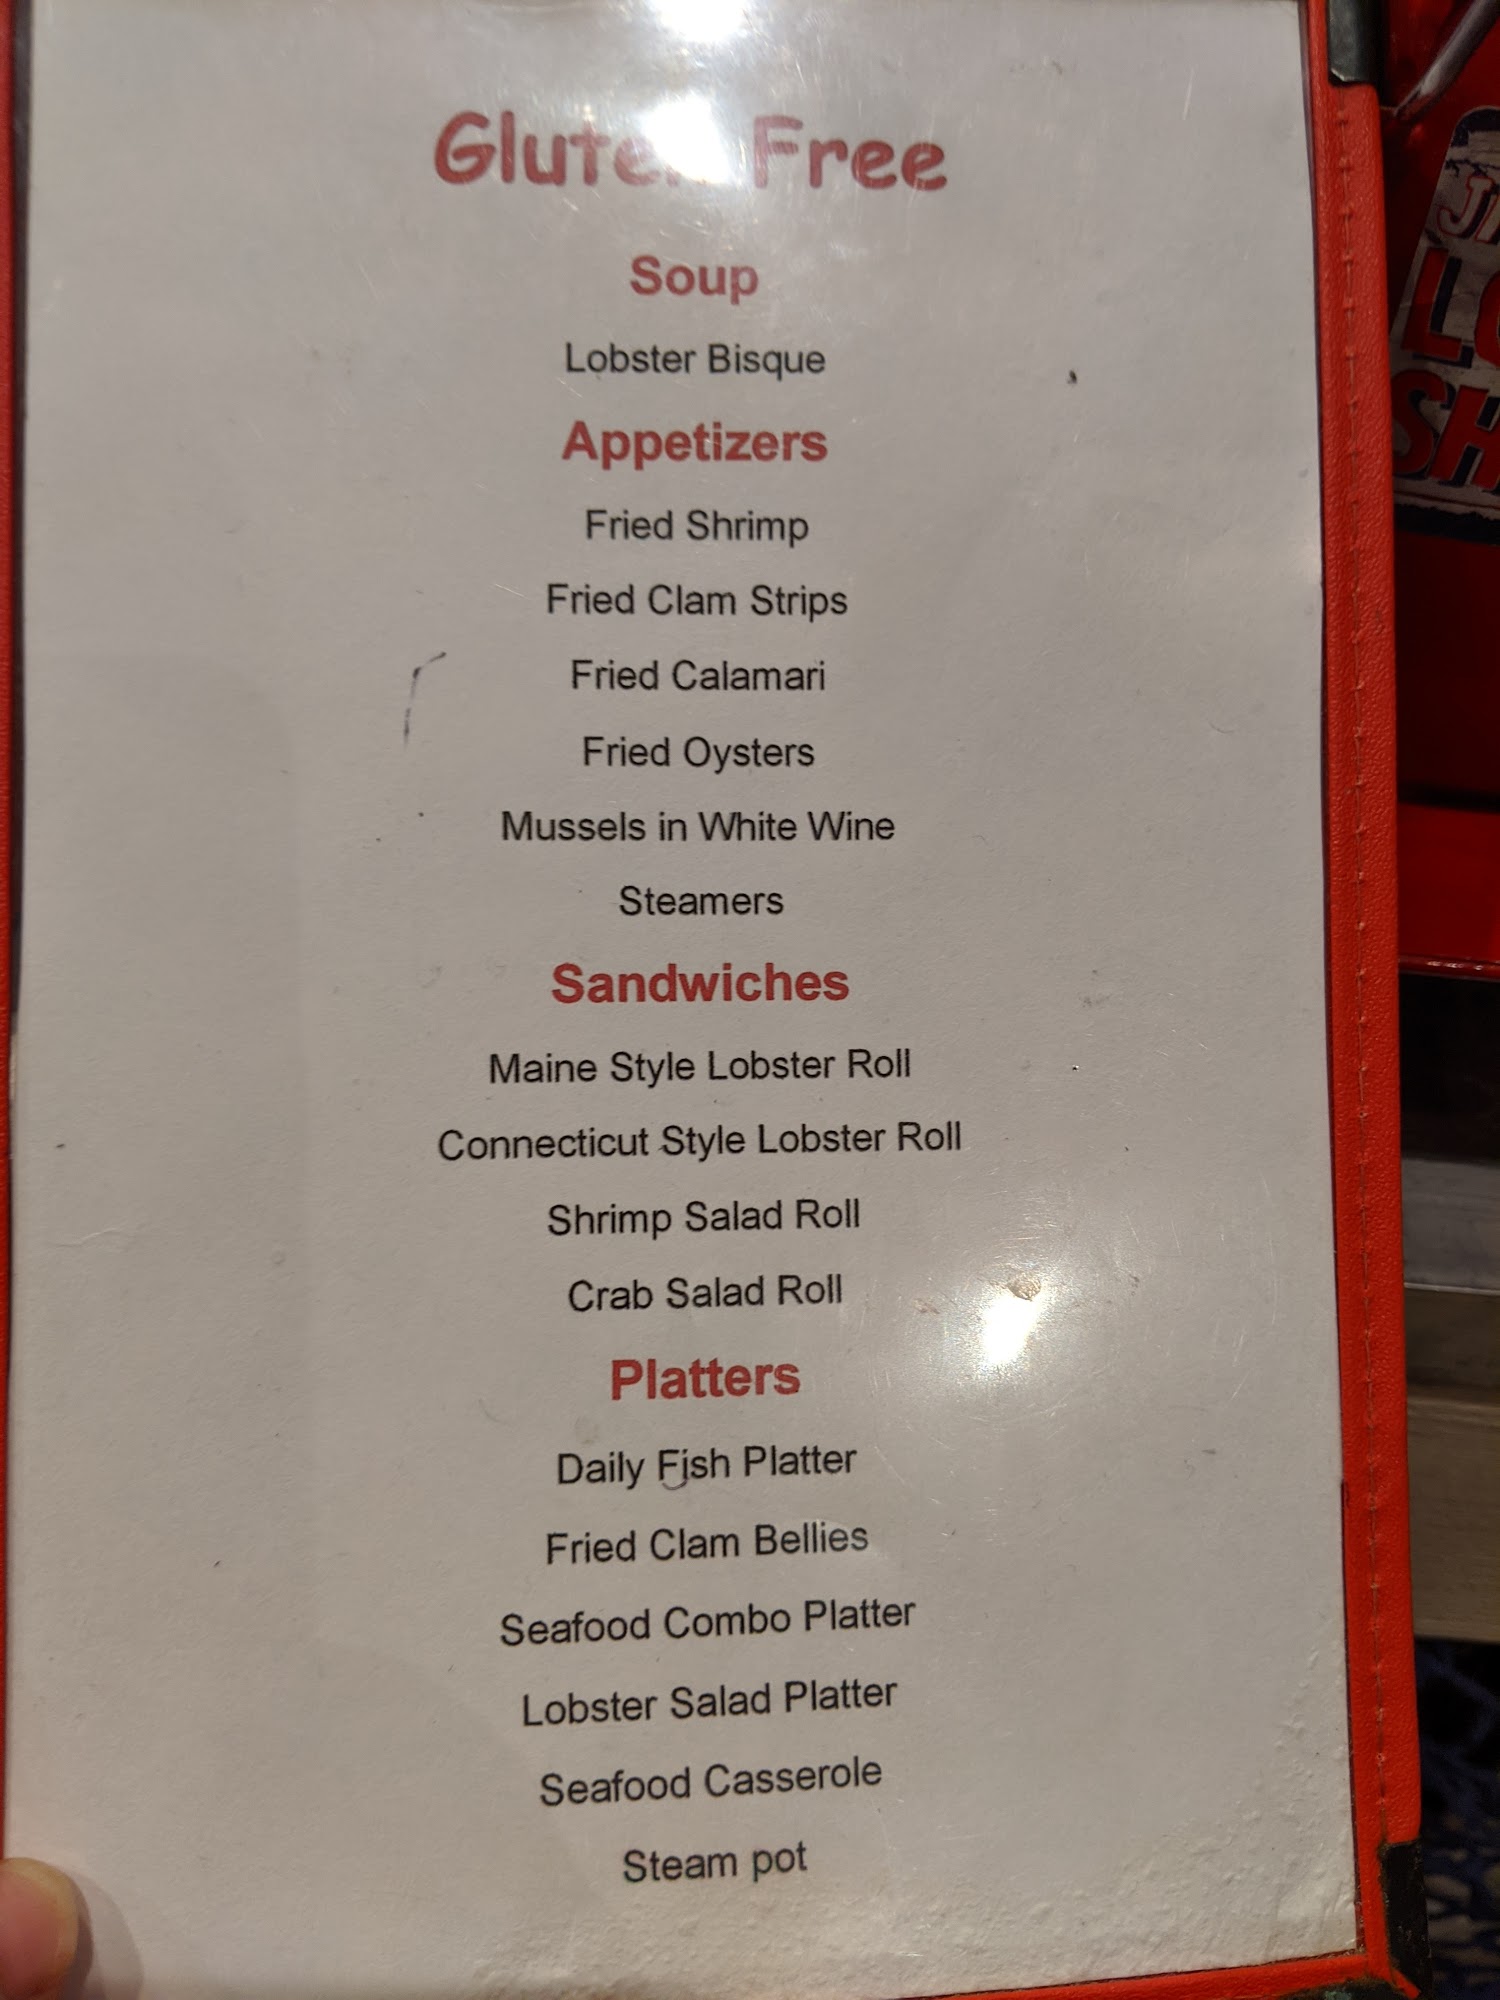 Gluten Free
Soup
Lobster Bisque
Appetizers
Fried Shrimp
Fried Clam Strips
Fried Calamari
Fried Oysters
Mussels in White Wine
Steamers
Sandwiches
Maine Style Lobster Roll
Connecticut Style Lobster Roll
Shrimp Salad Roll
Crab Salad Roll
Platters
Daily Fish Platter
Fried Clam Bellies
Seafood Combo Platter
Lobster Salad Platter
Seafood Casserole
Steam pot